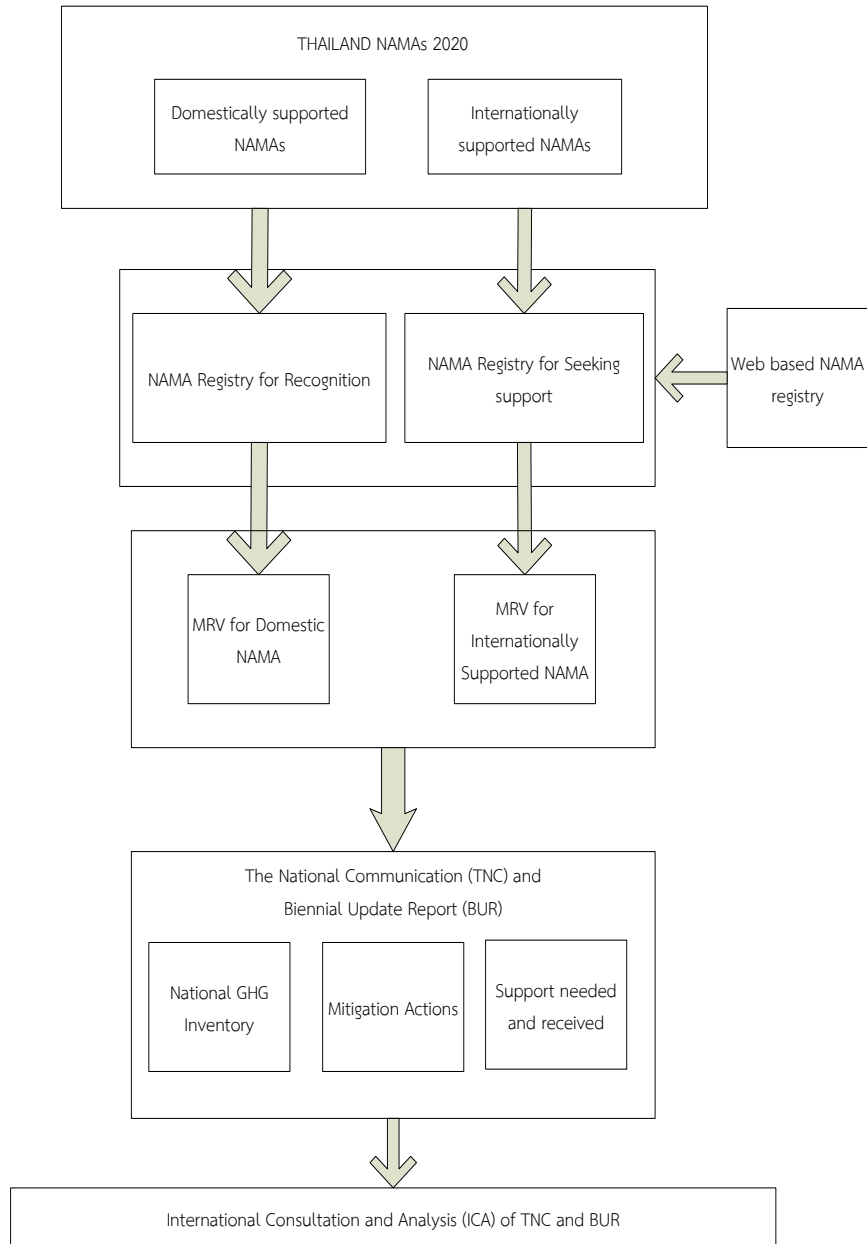 THAILAND NAMAs 2020
Domestically supported
NAMAs
Internationally
supported NAMAs
NAMA Registry for Recognition
NAMA Registry for Seeking
support
Web based NAMA
registry
MRV for Domestic
NAMA
MRV for
Internationally
Supported NAMA
The National Communication (TNC) and
Biennial Update Report (BUR)
National GHG
Inventory
Mitigation Actions
Support needed
and received
International Consultation and Analysis (ICA) of TNC and BUR